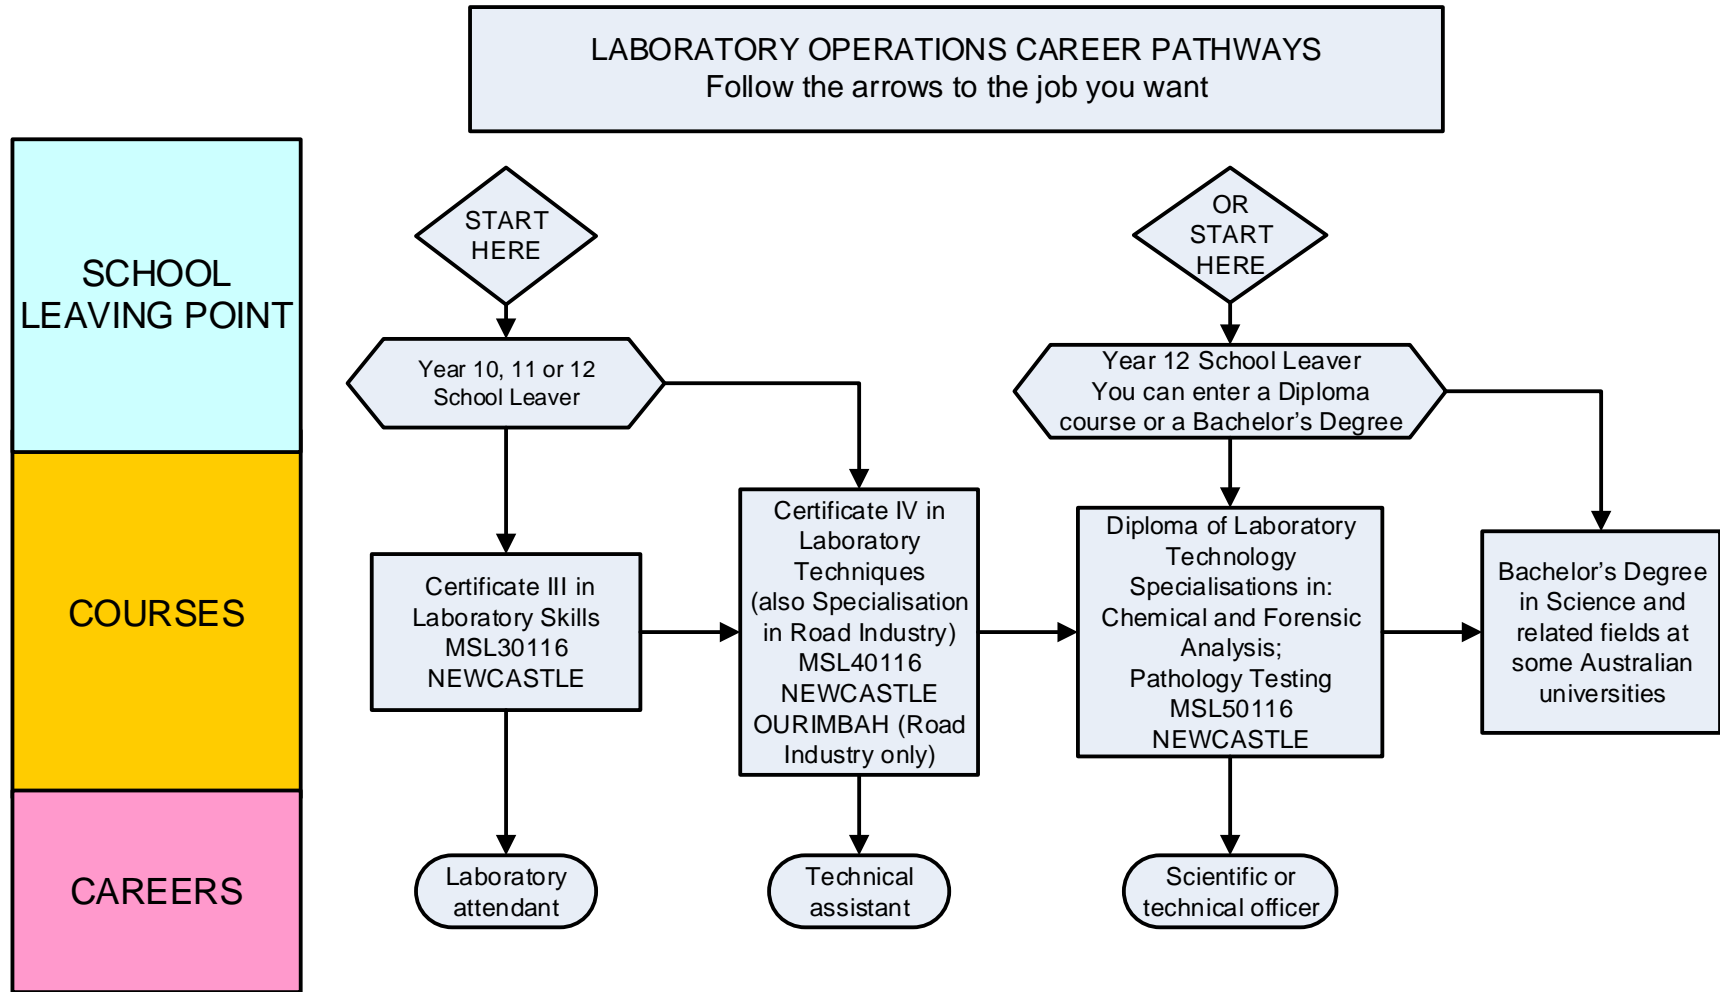 LABORATORY OPERATIONS CAREER PATHWAYS
Follow the arrows to the job you want
SCHOOL
LEAVING POINT
START
HERE
OR
START
HERE
Year 10, 11 or 12
School Leaver
Year 12 School Leaver
You can enter a Diploma
course or a Bachelor’s Degree
COURSES
Certificate III in
Laboratory Skills
MSL30116
NEWCASTLE
Certificate IV in
Laboratory
Techniques
(also Specialisation
in Road Industry)
MSL40116
NEWCASTLE
OURIMBAH (Road
Industry only)
Diploma of Laboratory
Technology
Specialisations in:
Chemical and Forensic
Analysis;
Pathology Testing
MSL50116
NEWCASTLE
Bachelor’s Degree
in Science and
related fields at
some Australian
universities
CAREERS
Laboratory
attendant
Technical
assistant
Scientific or
technical officer